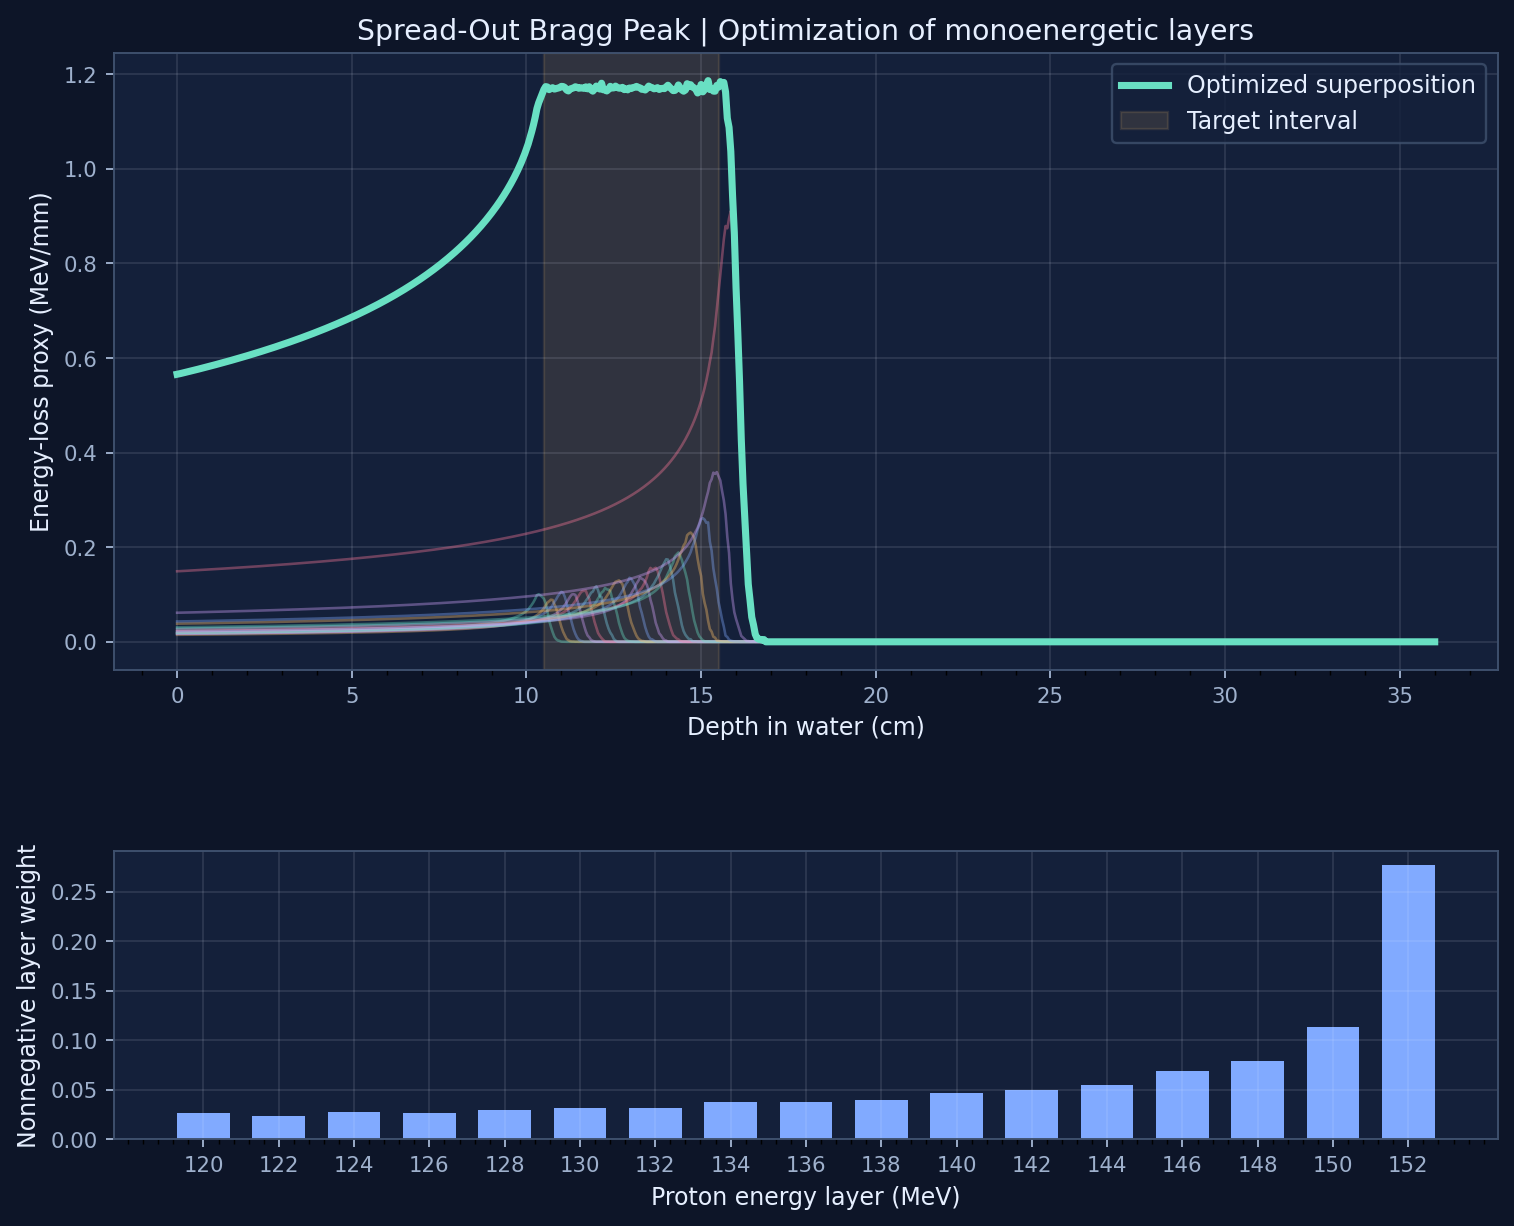 Spread-Out Bragg Peak | Optimization of monoenergetic layers
Optimized superposition
Target interval
Energy-loss proxy (MeV/mm)
1.2
1.0
0.8
0.6
0.4
0.2
0.0
0 5 10 15 20 25 30 35
Depth in water (cm)
Nonnegative layer weight
0.25
0.20
0.15
0.10
0.05
0.00
120 122 124 126 128 130 132 134 136 138 140 142 144 146 148 150 152
Proton energy layer (MeV)